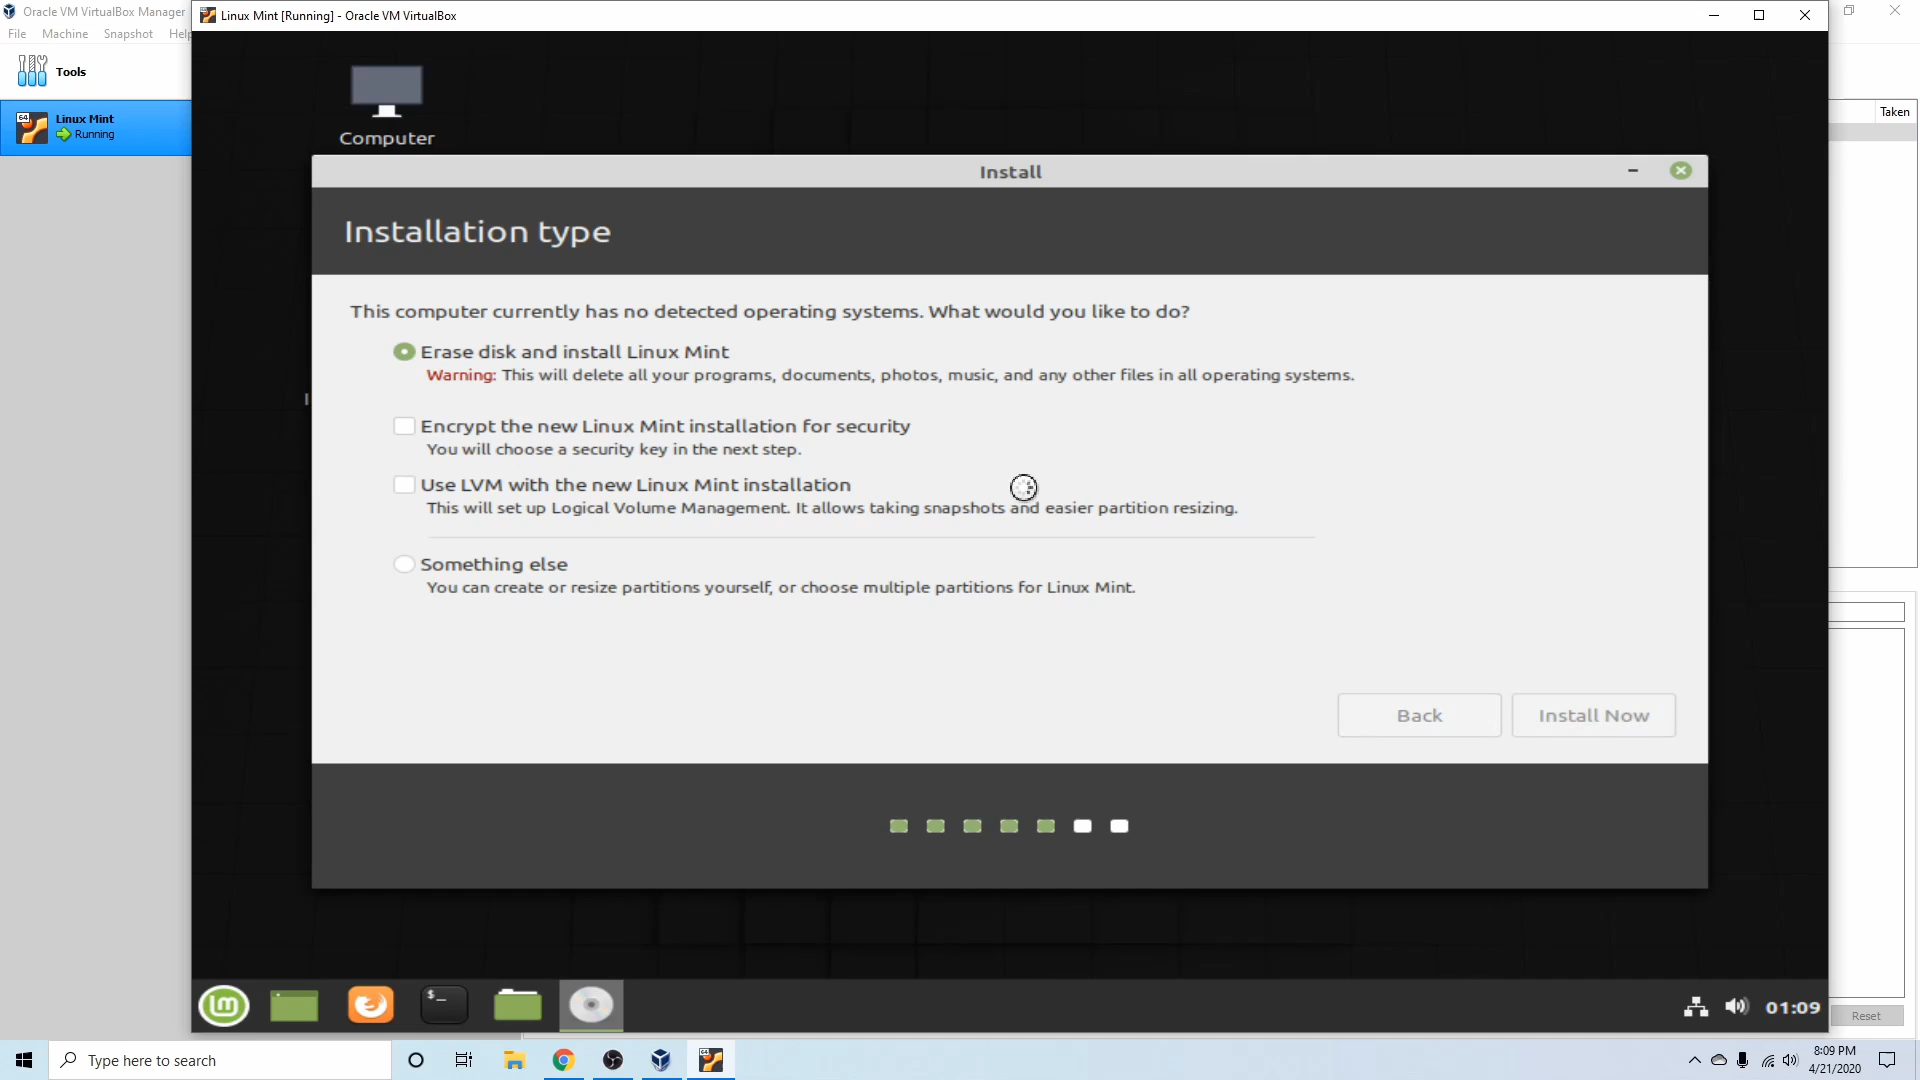 Oracle VM VirtualBox Manager
File Machine Snapshot Help
Tools
64
Linux Mint
Running
Linux Mint [Running] - Oracle VM VirtualBox
Taken
Computer
Install
Installation type
This computer currently has no detected operating systems. What would you like to do?
Erase disk and install Linux Mint
Warning: This will delete all your programs, documents, photos, music, and any other files in all operating systems.
Encrypt the new Linux Mint installation for security
You will choose a security key in the next step.
Use LVM with the new Linux Mint installation
This will set up Logical Volume Management. It allows taking snapshots and easier partition resizing.
Something else
You can create or resize partitions yourself, or choose multiple partitions for Linux Mint.
Back
Install Now
$_
01:09
Reset
Type here to search
8:09 PM
4/21/2020